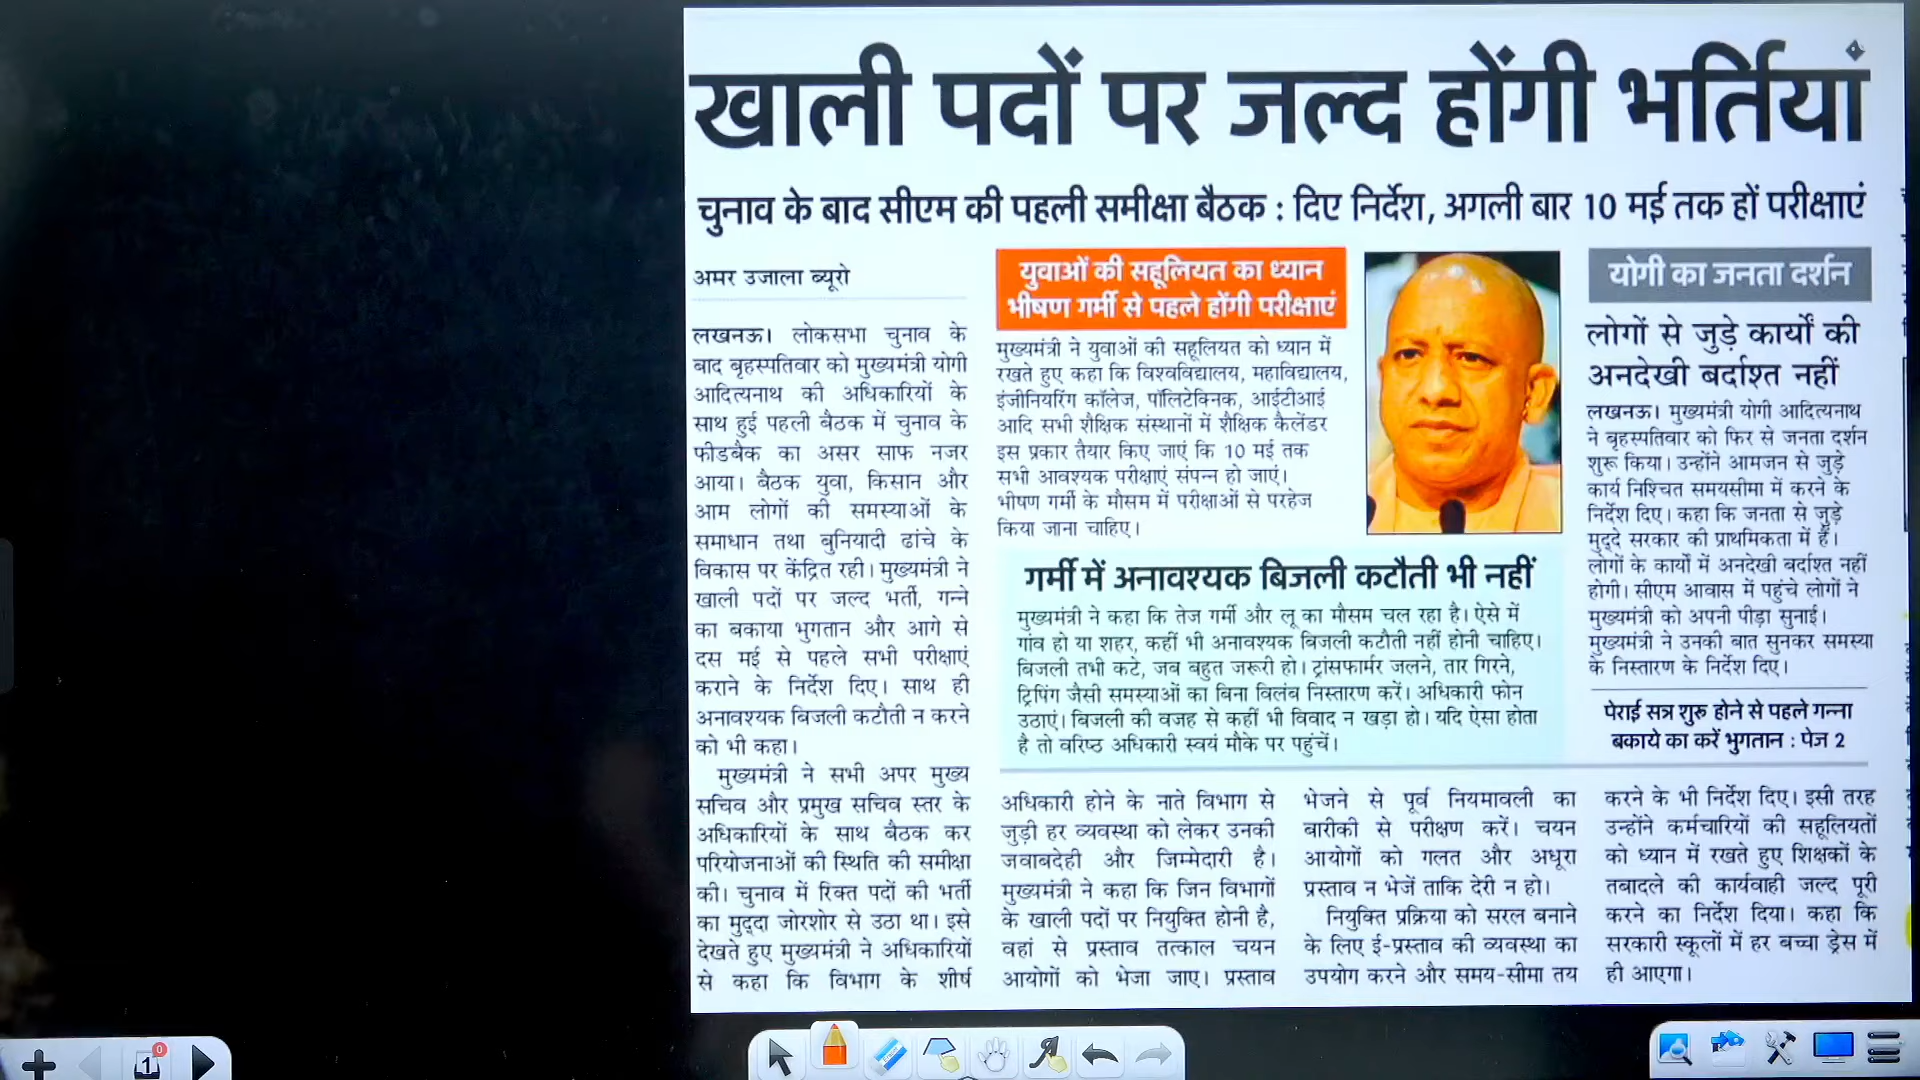 खाली पदों पर जल्द होंगी भर्तियां
चुनाव के बाद सीएम की पहली समीक्षा बैठक : दिए निर्देश, अगली बार 10 मई तक हों परीक्षाएं
अमर उजाला ब्यूरो
लखनऊ। लोकसभा चुनाव के
बाद बृहस्पतिवार को मुख्यमंत्री योगी
आदित्यनाथ की अधिकारियों के
साथ हुई पहली बैठक में चुनाव के
फीडबैक का असर साफ नजर
आया। बैठक युवा, किसान और
आम लोगों की समस्याओं के
समाधान तथा बुनियादी ढांचे के
विकास पर केंद्रित रही। मुख्यमंत्री ने
खाली पदों पर जल्द भर्ती, गन्ने
का बकाया भुगतान और आगे से
दस मई से पहले सभी परीक्षाएं
कराने के निर्देश दिए। साथ ही
अनावश्यक बिजली कटौती न करने
को भी कहा।
मुख्यमंत्री ने सभी अपर मुख्य
सचिव और प्रमुख सचिव स्तर के
अधिकारियों के साथ बैठक कर
परियोजनाओं की स्थिति की समीक्षा
की। चुनाव में रिक्त पदों की भर्ती
का मुद्दा जोरशोर से उठा था। इसे
देखते हुए मुख्यमंत्री ने अधिकारियों
से कहा कि विभाग के शीर्ष
युवाओं की सहूलियत का ध्यान
भीषण गर्मी से पहले होंगी परीक्षाएं
मुख्यमंत्री ने युवाओं की सहूलियत को ध्यान में
रखते हुए कहा कि विश्वविद्यालय, महाविद्यालय,
इंजीनियरिंग कॉलेज, पॉलिटेक्निक, आईटीआई
आदि सभी शैक्षिक संस्थानों में शैक्षिक कैलेंडर
इस प्रकार तैयार किए जाएं कि 10 मई तक
सभी आवश्यक परीक्षाएं संपन्न हो जाएं।
भीषण गर्मी के मौसम में परीक्षाओं से परहेज
किया जाना चाहिए।
गर्मी में अनावश्यक बिजली कटौती भी नहीं
मुख्यमंत्री ने कहा कि तेज गर्मी और लू का मौसम चल रहा है। ऐसे में
गांव हो या शहर, कहीं भी अनावश्यक बिजली कटौती नहीं होनी चाहिए।
बिजली तभी कटे, जब बहुत जरूरी हो। ट्रांसफार्मर जलने, तार गिरने,
ट्रिपिंग जैसी समस्याओं का बिना विलंब निस्तारण करें। अधिकारी फोन
उठाएं। बिजली की वजह से कहीं भी विवाद न खड़ा हो। यदि ऐसा होता
है तो वरिष्ठ अधिकारी स्वयं मौके पर पहुंचें।
अधिकारी होने के नाते विभाग से
जुड़ी हर व्यवस्था को लेकर उनकी
जवाबदेही और जिम्मेदारी है।
मुख्यमंत्री ने कहा कि जिन विभागों
के खाली पदों पर नियुक्ति होनी है,
वहां से प्रस्ताव तत्काल चयन
आयोगों को भेजा जाए। प्रस्ताव
भेजने से पूर्व नियमावली का
बारीकी से परीक्षण करें। चयन
आयोगों को गलत और अधूरा
प्रस्ताव न भेजें ताकि देरी न हो।
नियुक्ति प्रक्रिया को सरल बनाने
के लिए ई-प्रस्ताव की व्यवस्था का
उपयोग करने और समय-सीमा तय
करने के भी निर्देश दिए। इसी तरह
उन्होंने कर्मचारियों की सहूलियतों
को ध्यान में रखते हुए शिक्षकों के
तबादले की कार्यवाही जल्द पूरी
करने का निर्देश दिया। कहा कि
सरकारी स्कूलों में हर बच्चा ड्रेस में
ही आएगा।
योगी का जनता दर्शन
लोगों से जुड़े कार्यों की
अनदेखी बर्दाश्त नहीं
लखनऊ। मुख्यमंत्री योगी आदित्यनाथ
ने बृहस्पतिवार को फिर से जनता दर्शन
शुरू किया। उन्होंने आमजन से जुड़े
कार्य निश्चित समयसीमा में करने के
निर्देश दिए। कहा कि जनता से जुड़े
मुद्दे सरकार की प्राथमिकता में हैं।
लोगों के कार्यों में अनदेखी बर्दाश्त नहीं
होगी। सीएम आवास में पहुंचे लोगों ने
मुख्यमंत्री को अपनी पीड़ा सुनाई।
मुख्यमंत्री ने उनकी बात सुनकर समस्या
के निस्तारण के निर्देश दिए।
पेराई सत्र शुरू होने से पहले गन्ना
बकाये का करें भुगतान : पेज 2
1
0